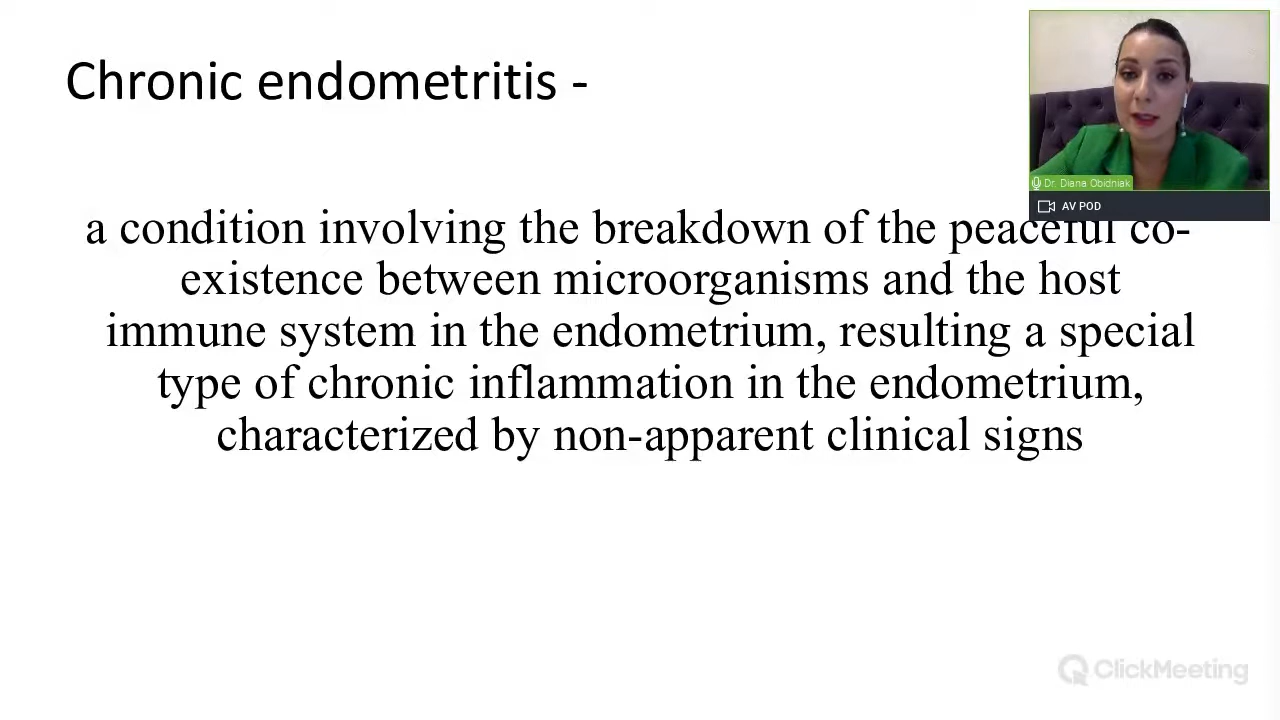 Chronic endometritis -
a condition involving the breakdown of the peaceful co-
existence between microorganisms and the host
immune system in the endometrium, resulting a special
type of chronic inflammation in the endometrium,
characterized by non-apparent clinical signs
Dr. Diana Obidniak
AV POD
ClickMeeting